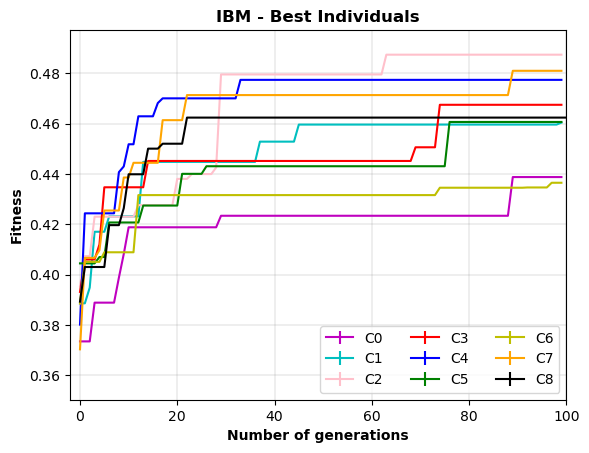 IBM - Best Individuals
Fitness
0.48
0.46
0.44
0.42
0.40
0.38
0.36
C0 C3 C6
C1 C4 C7
C2 C5 C8
0 20 40 60 80 100
Number of generations